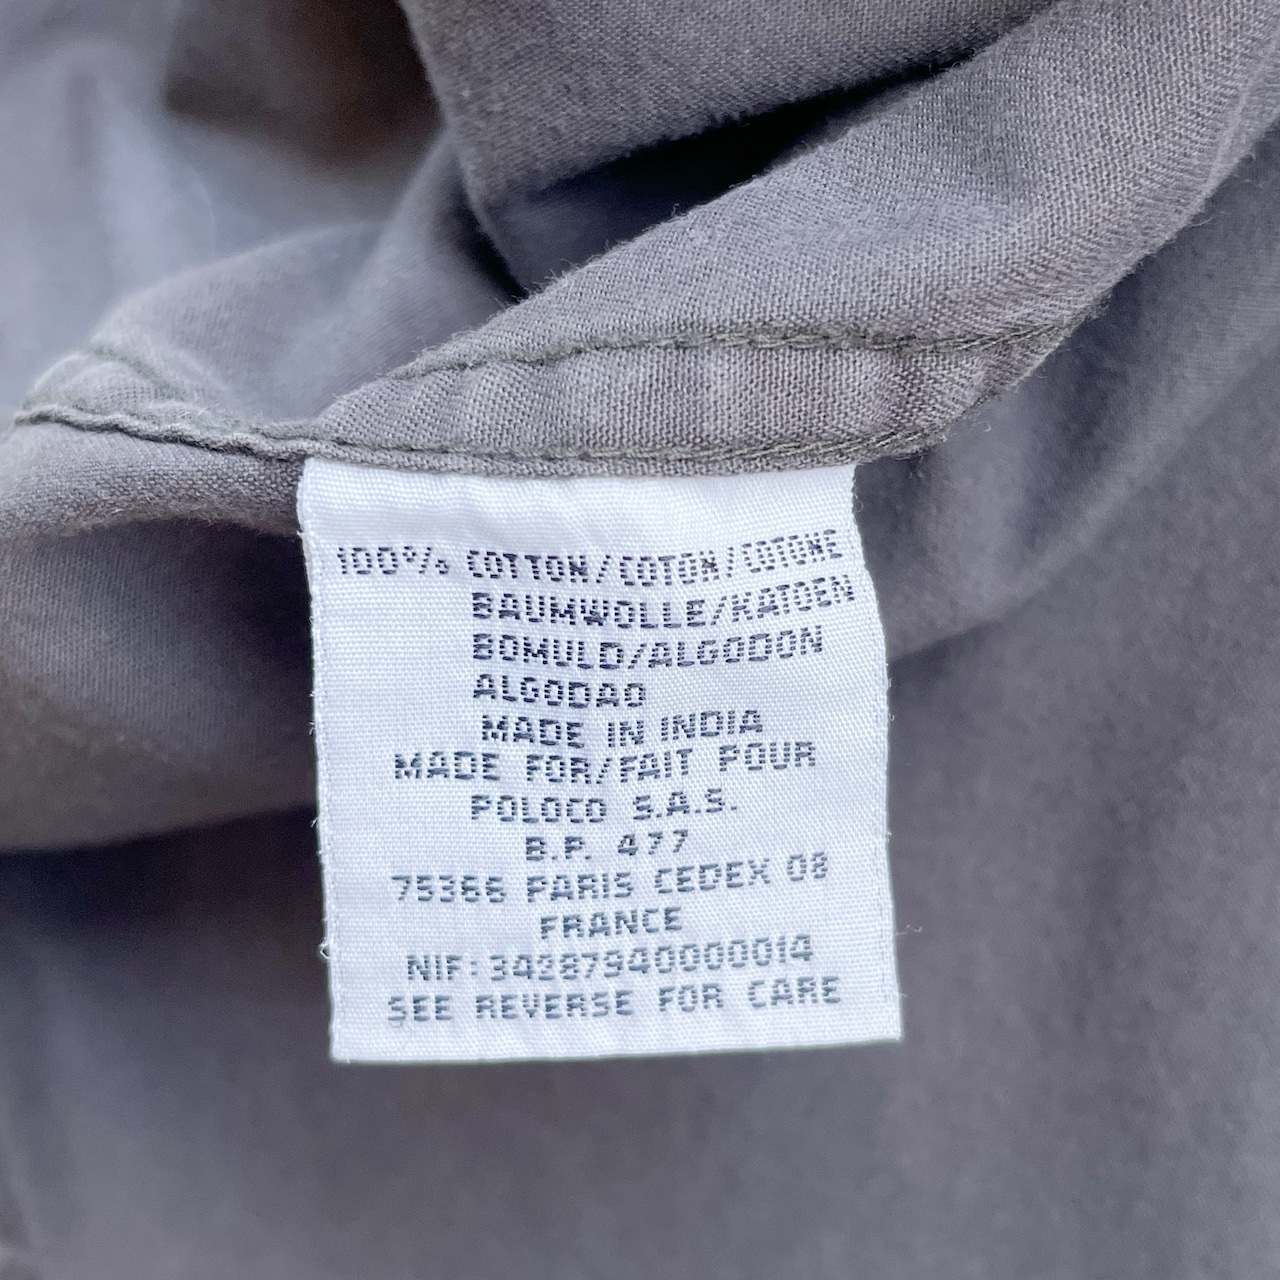 100% COTTON/COTON/COTONE
BAUMWOLLE/KATOEN
BOMULD/ALGODON
ALGODAO
MADE IN INDIA
MADE FOR/FAIT POUR
POLOCO S.A.S.
B.P. 477
75366 PARIS CEDEX 08
FRANCE
NIF:34287940000014
SEE REVERSE FOR CARE